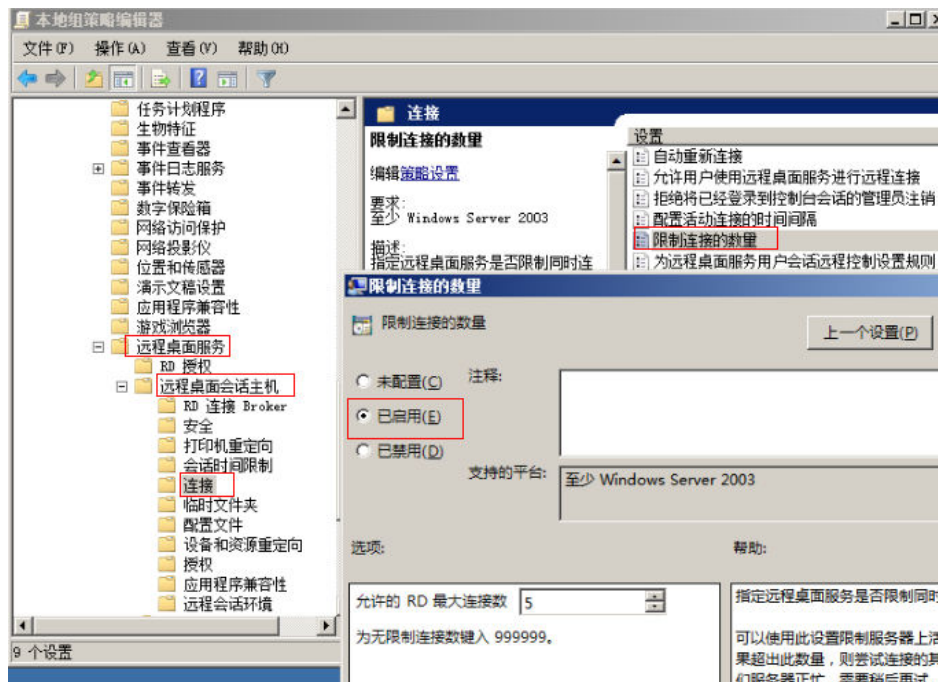 本地组策略编辑器
文件(F) 操作(A) 查看(V) 帮助(H)
任务计划程序
生物特征
事件查看器
事件日志服务
事件转发
数字保险箱
网络访问保护
网络投影仪
位置和传感器
演示文稿设置
应用程序兼容性
游戏浏览器
远程桌面服务
RD 授权
远程桌面会话主机
RD 连接 Broker
安全
打印机重定向
会话时间限制
连接
临时文件夹
配置文件
设备和资源重定向
授权
应用程序兼容性
远程会话环境
9 个设置
连接
限制连接的数量
编辑策略设置
要求:
至少 Windows Server 2003
描述:
指定远程桌面服务是否限制同时连
设置
自动重新连接
允许用户使用远程桌面服务进行远程连接
拒绝将已经登录到控制台会话的管理员注销
配置活动连接的时间间隔
限制连接的数量
为远程桌面服务用户会话远程控制设置规则
限制连接的数量
限制连接的数量
上一个设置(P)
未配置(C)
注释:
已启用(E)
已禁用(D)
支持的平台:
至少 Windows Server 2003
选项:
帮助:
允许的 RD 最大连接数 5
为无限制连接数键入 999999。
指定远程桌面服务是否限制同时
可以使用此设置限制服务器上活
果超出此数量，则尝试连接的其
们服务器正忙，需要稍后再试